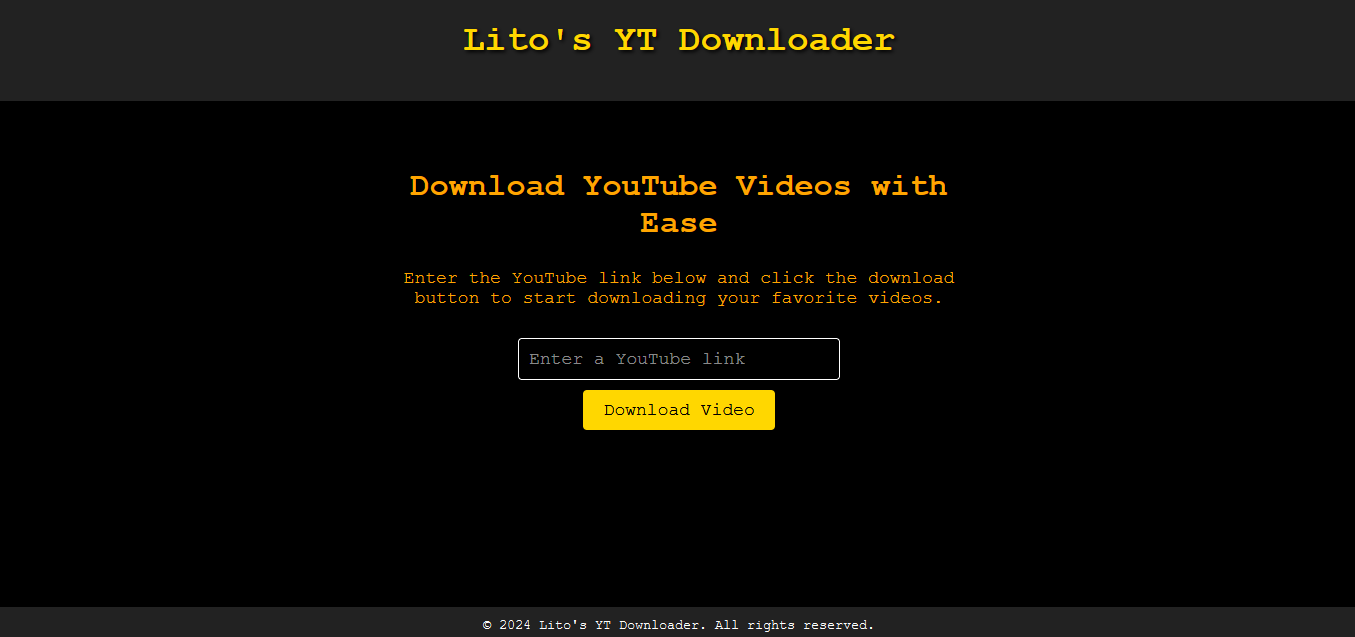 Lito's YT Downloader
Download YouTube Videos with
Ease
Enter the YouTube link below and click the download
button to start downloading your favorite videos.
Enter a YouTube link
Download Video
© 2024 Lito's YT Downloader. All rights reserved.